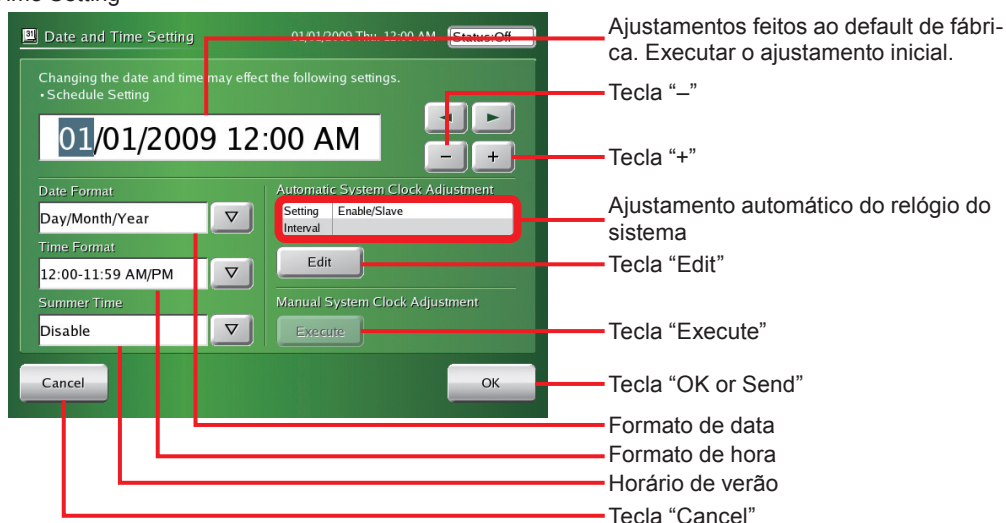 Time Setting
Date and Time Setting
01/01/2009 Thu. 12:00 AM
Status:Off
Changing the date and time may effect the following settings.
• Schedule Setting
01/01/2009 12:00 AM
–
+
Date Format
Day/Month/Year
Time Format
12:00-11:59 AM/PM
Summer Time
Disable
Automatic System Clock Adjustment
Setting Enable/Slave
Interval
Edit
Manual System Clock Adjustment
Execute
Cancel
OK
Ajustamentos feitos ao default de fábri-
ca. Executar o ajustamento inicial.
Tecla “–”
Tecla “+”
Ajustamento automático do relógio do
sistema
Tecla “Edit”
Tecla “Execute”
Tecla “OK or Send”
Formato de data
Formato de hora
Horário de verão
Tecla “Cancel”